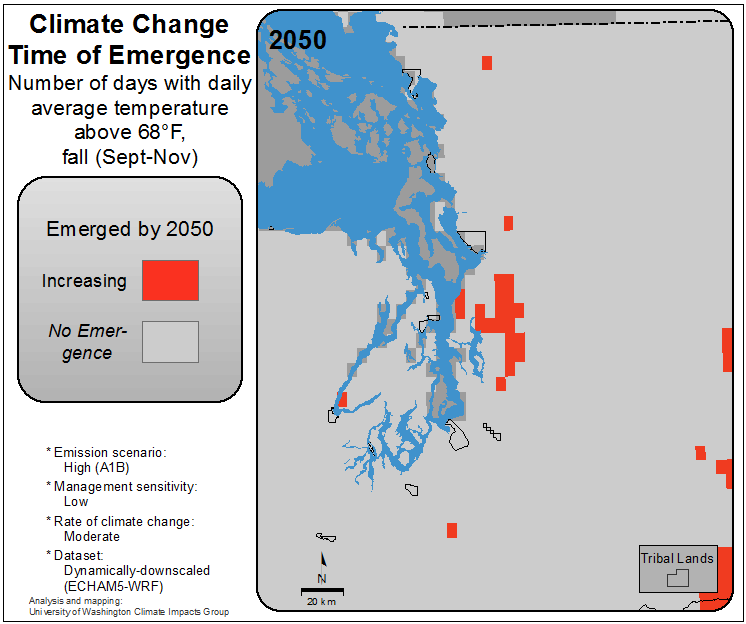 Climate Change
Time of Emergence
Number of days with daily
average temperature
above 68°F,
fall (Sept-Nov)
Emerged by 2050
Increasing
No Emer-
gence
* Emission scenario:
High (A1B)
* Management sensitivity:
Low
* Rate of climate change:
Moderate
* Dataset:
Dynamically-downscaled
(ECHAM5-WRF)
Analysis and mapping:
University of Washington Climate Impacts Group
2050
N
20 km
Tribal Lands